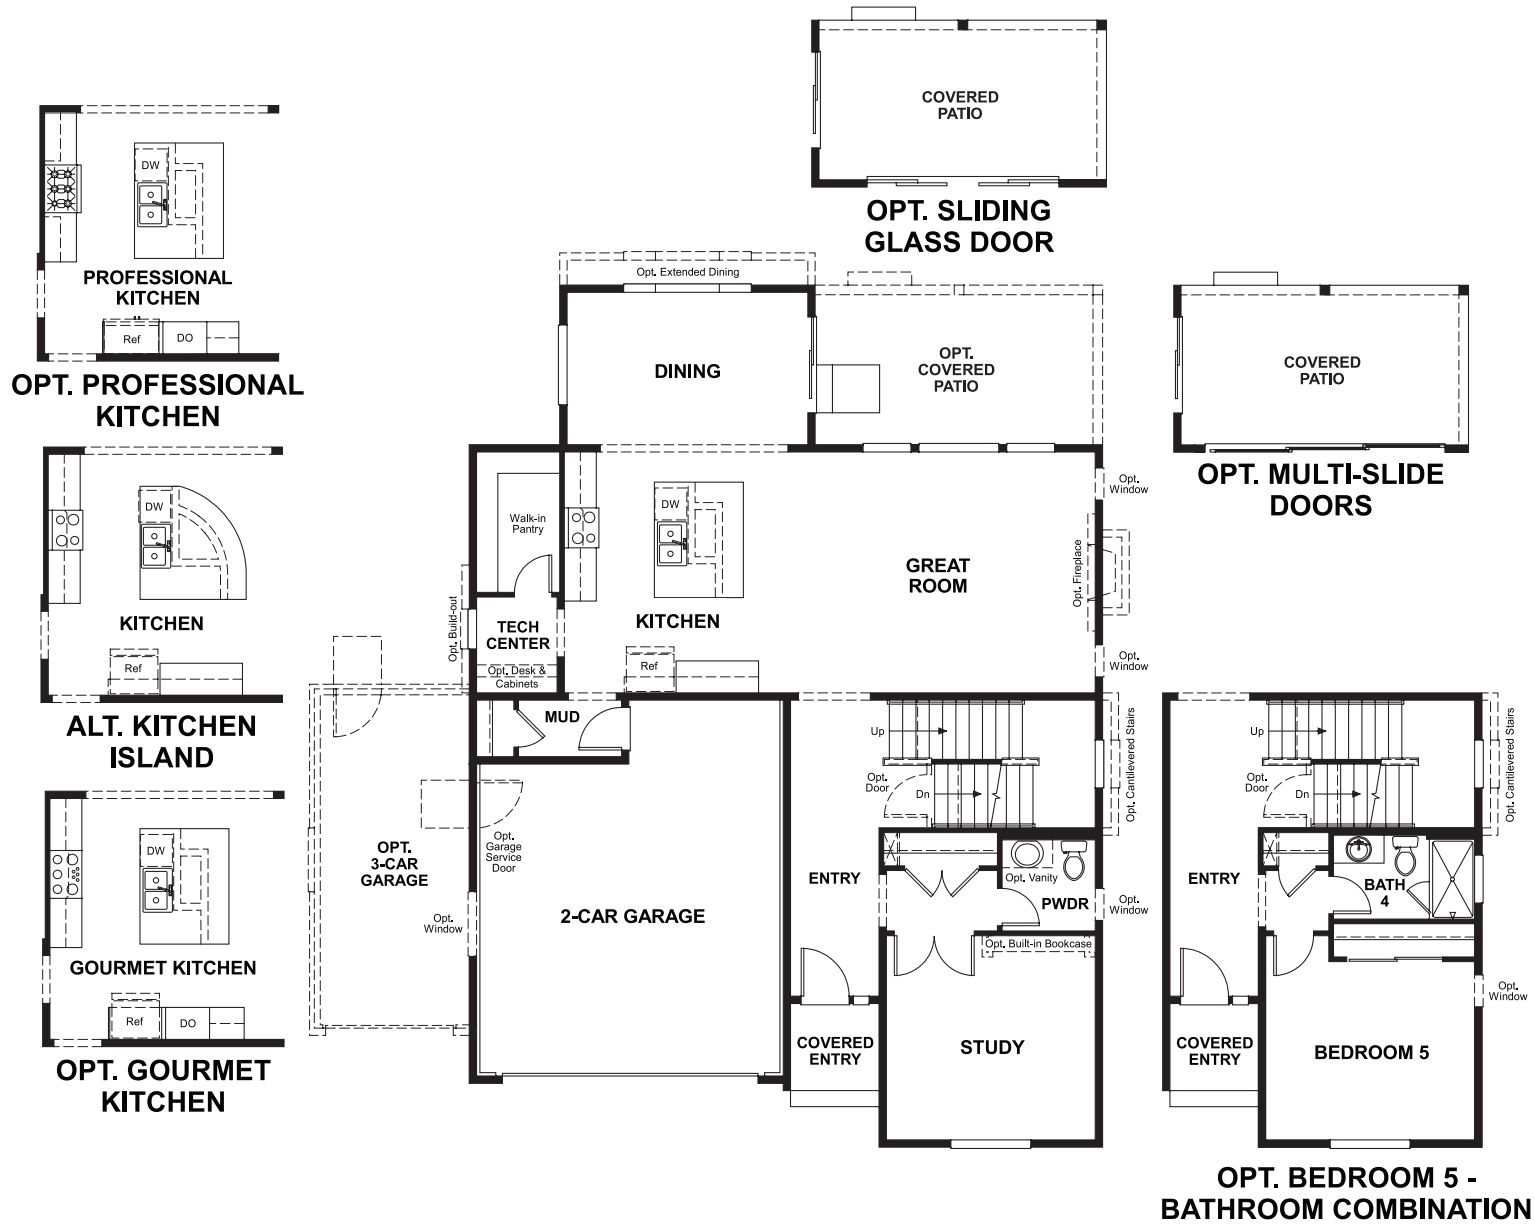 COVERED
PATIO
OPT. SLIDING
GLASS DOOR
DW
PROFESSIONAL
KITCHEN
Ref
DO
OPT. PROFESSIONAL
KITCHEN
DW
KITCHEN
Ref
ALT. KITCHEN
ISLAND
DW
GOURMET KITCHEN
Ref
DO
OPT. GOURMET
KITCHEN
Opt. Extended Dining
DINING
OPT.
COVERED
PATIO
COVERED
PATIO
OPT. MULTI-SLIDE
DOORS
Walk-in
Pantry
DW
GREAT
ROOM
Opt.
Window
Opt. Fireplace
Opt.
Window
Opt. Build-out
TECH
CENTER
Opt. Desk &
Cabinets
KITCHEN
Ref
MUD
Up
Opt.
Door
Dn
Opt. Cantilevered Stairs
OPT.
3-CAR
GARAGE
Opt.
Garage
Service
Door
Opt.
Window
2-CAR GARAGE
ENTRY
Opt. Vanity
PWDR
Opt.
Window
Opt. Built-in Bookcase
COVERED
ENTRY
STUDY
Up
Opt.
Door
Dn
Opt. Cantilevered Stairs
ENTRY
BATH
4
Opt.
Window
COVERED
ENTRY
BEDROOM 5
OPT. BEDROOM 5 -
BATHROOM COMBINATION